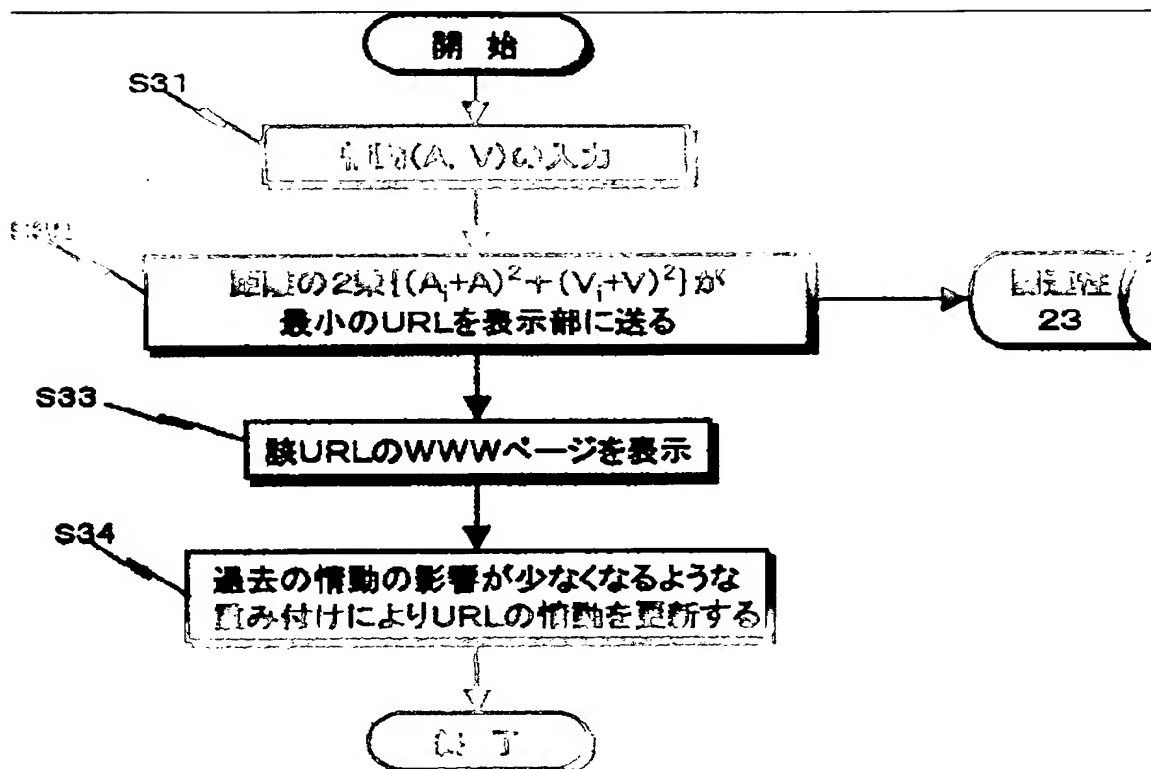 開 始
S31
(A, V)の入力
の2乗{(Aᵢ+A)²+(Vᵢ+V)²}が
最小のURLを表示部に送る
23
S33
該URLのWWWページを表示
S34
過去の情動の影響が少なくなるような
重み付けによりURLの情動を更新する
終 了